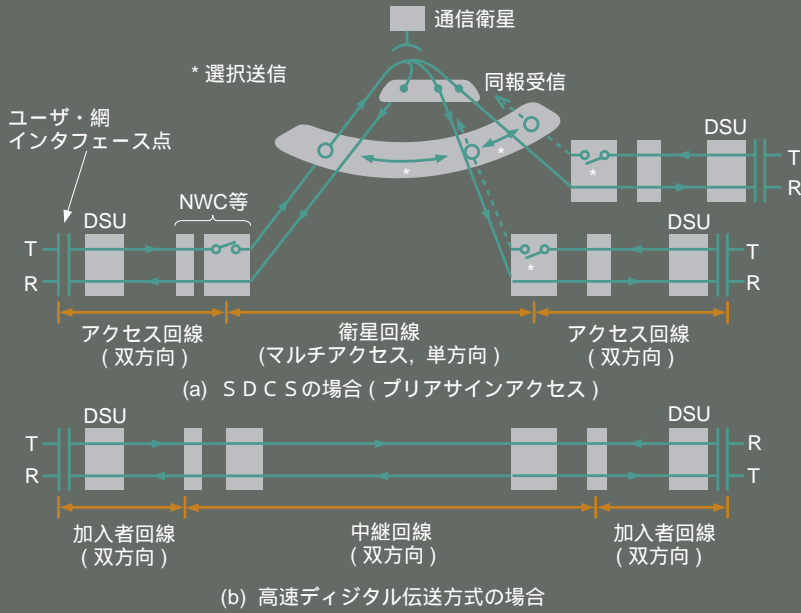 通信衛星
* 選択送信
同報受信
ユーザ・網
インタフェース点
DSU
T
*
*
*
R
NWC等
DSU
DSU
T
T
*
R
R
アクセス回線
(双方向)
衛星回線
(マルチアクセス, 単方向)
アクセス回線
(双方向)
(a) SDCSの場合(プリアサインアクセス)
DSU
DSU
T
R
R
T
加入者回線
(双方向)
中継回線
(双方向)
加入者回線
(双方向)
(b) 高速ディジタル伝送方式の場合